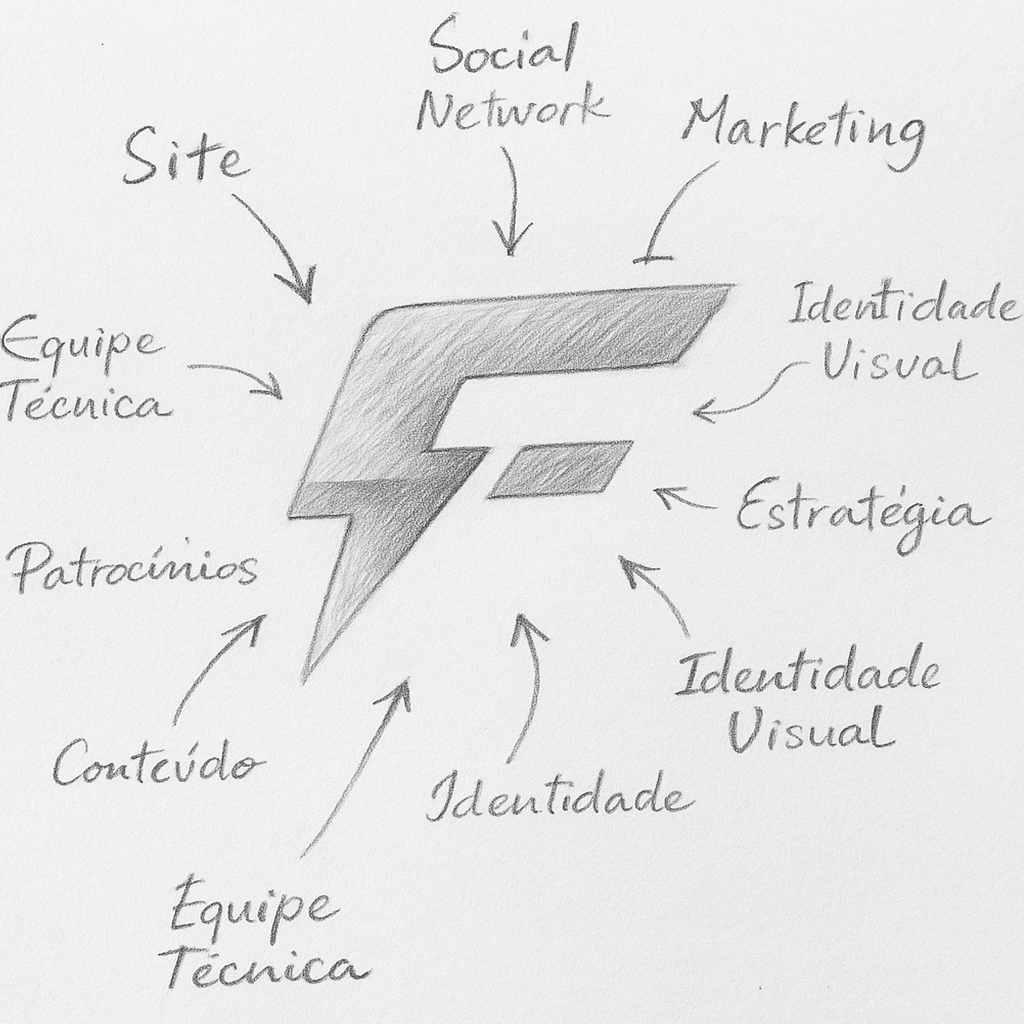 Social
Network
Marketing
Site
Identidade
Visual
Equipe
Técnica
Estratégia
Patrocínios
Identidade
Visual
Conteúdo
Identidade
Equipe
Técnica